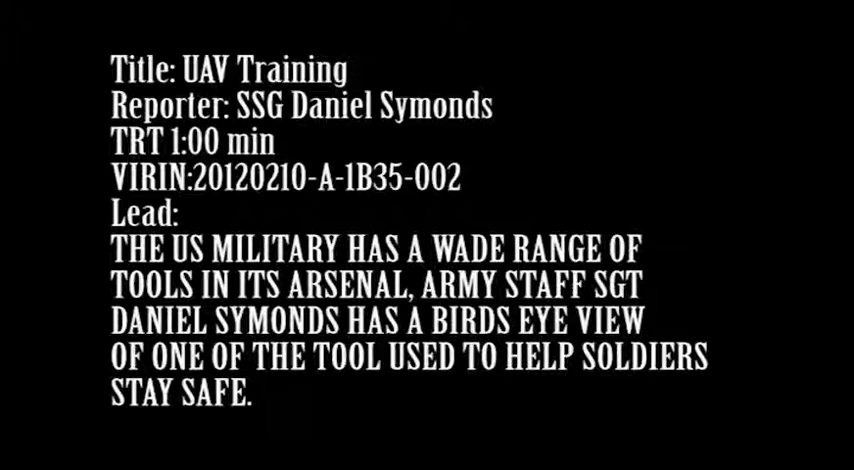 Title: UAV Training
Reporter: SSG Daniel Symonds
TRT 1:00 min
VIRIN:20120210-A-1B35-002
Lead:
THE US MILITARY HAS A WADE RANGE OF
TOOLS IN ITS ARSENAL, ARMY STAFF SGT
DANIEL SYMONDS HAS A BIRDS EYE VIEW
OF ONE OF THE TOOL USED TO HELP SOLDIERS
STAY SAFE.